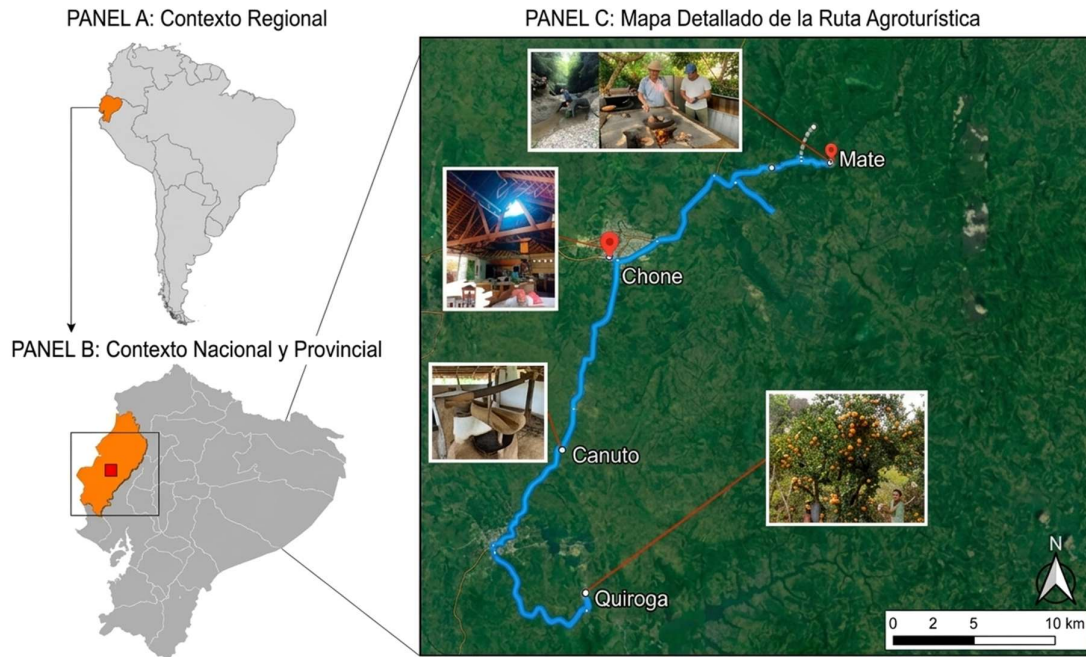 PANEL A: Contexto Regional
PANEL B: Contexto Nacional y Provincial
PANEL C: Mapa Detallado de la Ruta Agroturística
Mate
Chone
Canuto
Quiroga
N
0 2 5 10 km